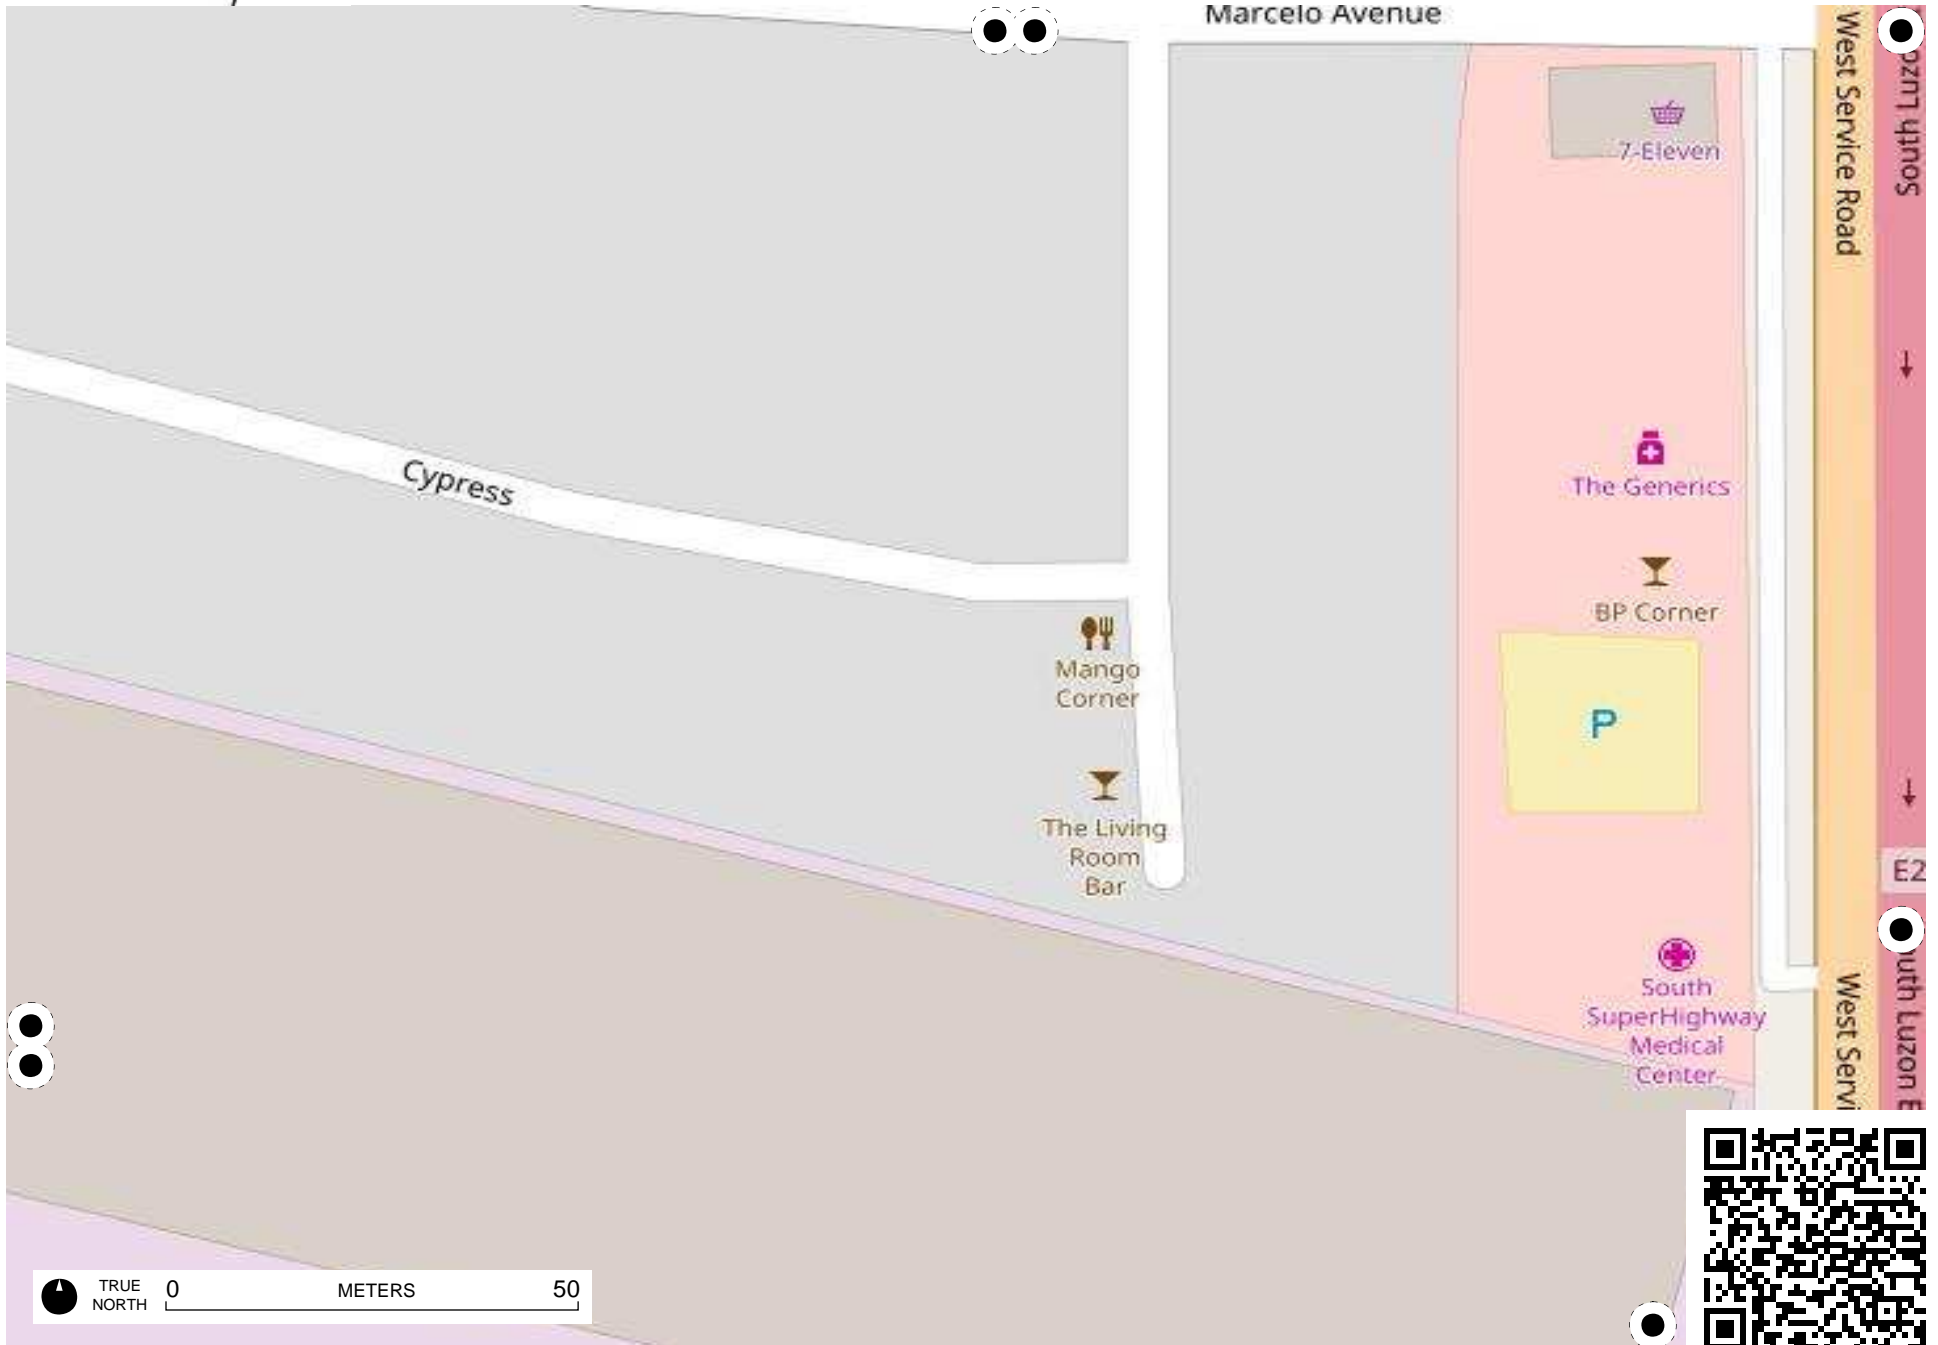 Marcelo Avenue
West Service Road
South Luzo
7-Eleven
Cypress
The Generics
BP Corner
Mango
Corner
P
The Living
Room
Bar
E2
South
SuperHighway
Medical
Center
West Servi
uth Luzon E
TRUE
NORTH
0
METERS
50